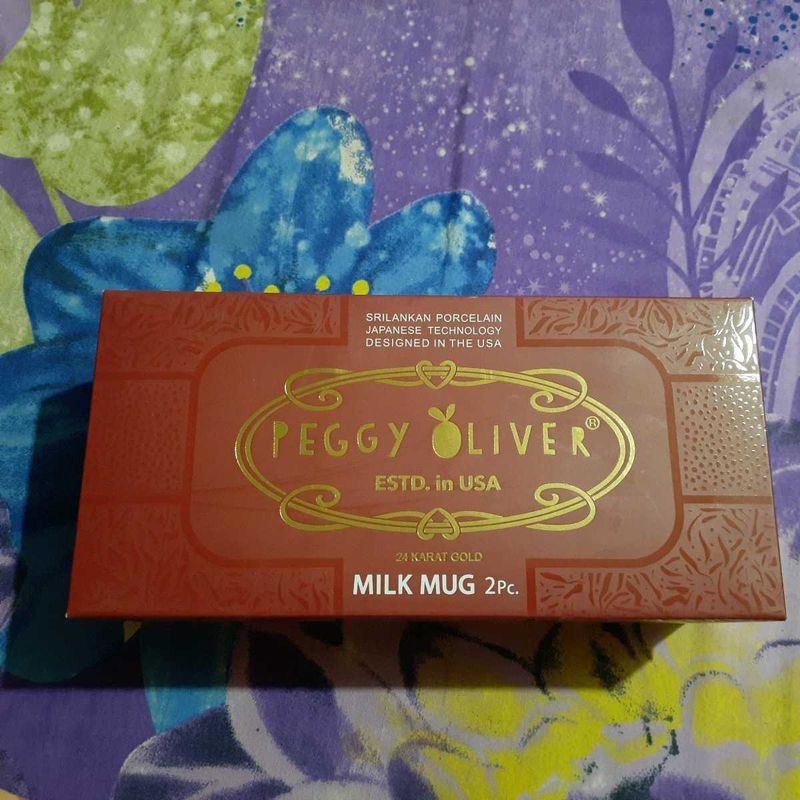 SRILANKAN PORCELAIN
JAPANESE TECHNOLOGY
DESIGNED IN THE USA
PEGGY OLIVER®
ESTD. in USA
24 KARAT GOLD
MILK MUG 2Pc.